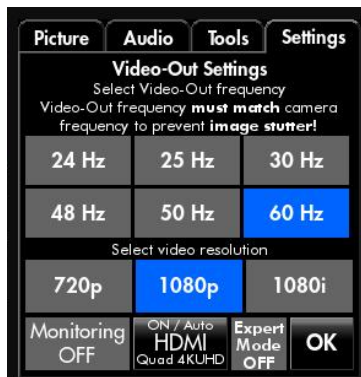 Picture Audio Tools Settings
Video-Out Settings
Select Video-Out frequency
Video-Out frequency must match camera
frequency to prevent image stutter!
24 Hz 25 Hz 30 Hz
48 Hz 50 Hz 60 Hz
Select video resolution
720p 1080p 1080i
Monitoring OFF
ON / Auto
HDMI
Quad 4KUHD
Expert
Mode
OFF
OK